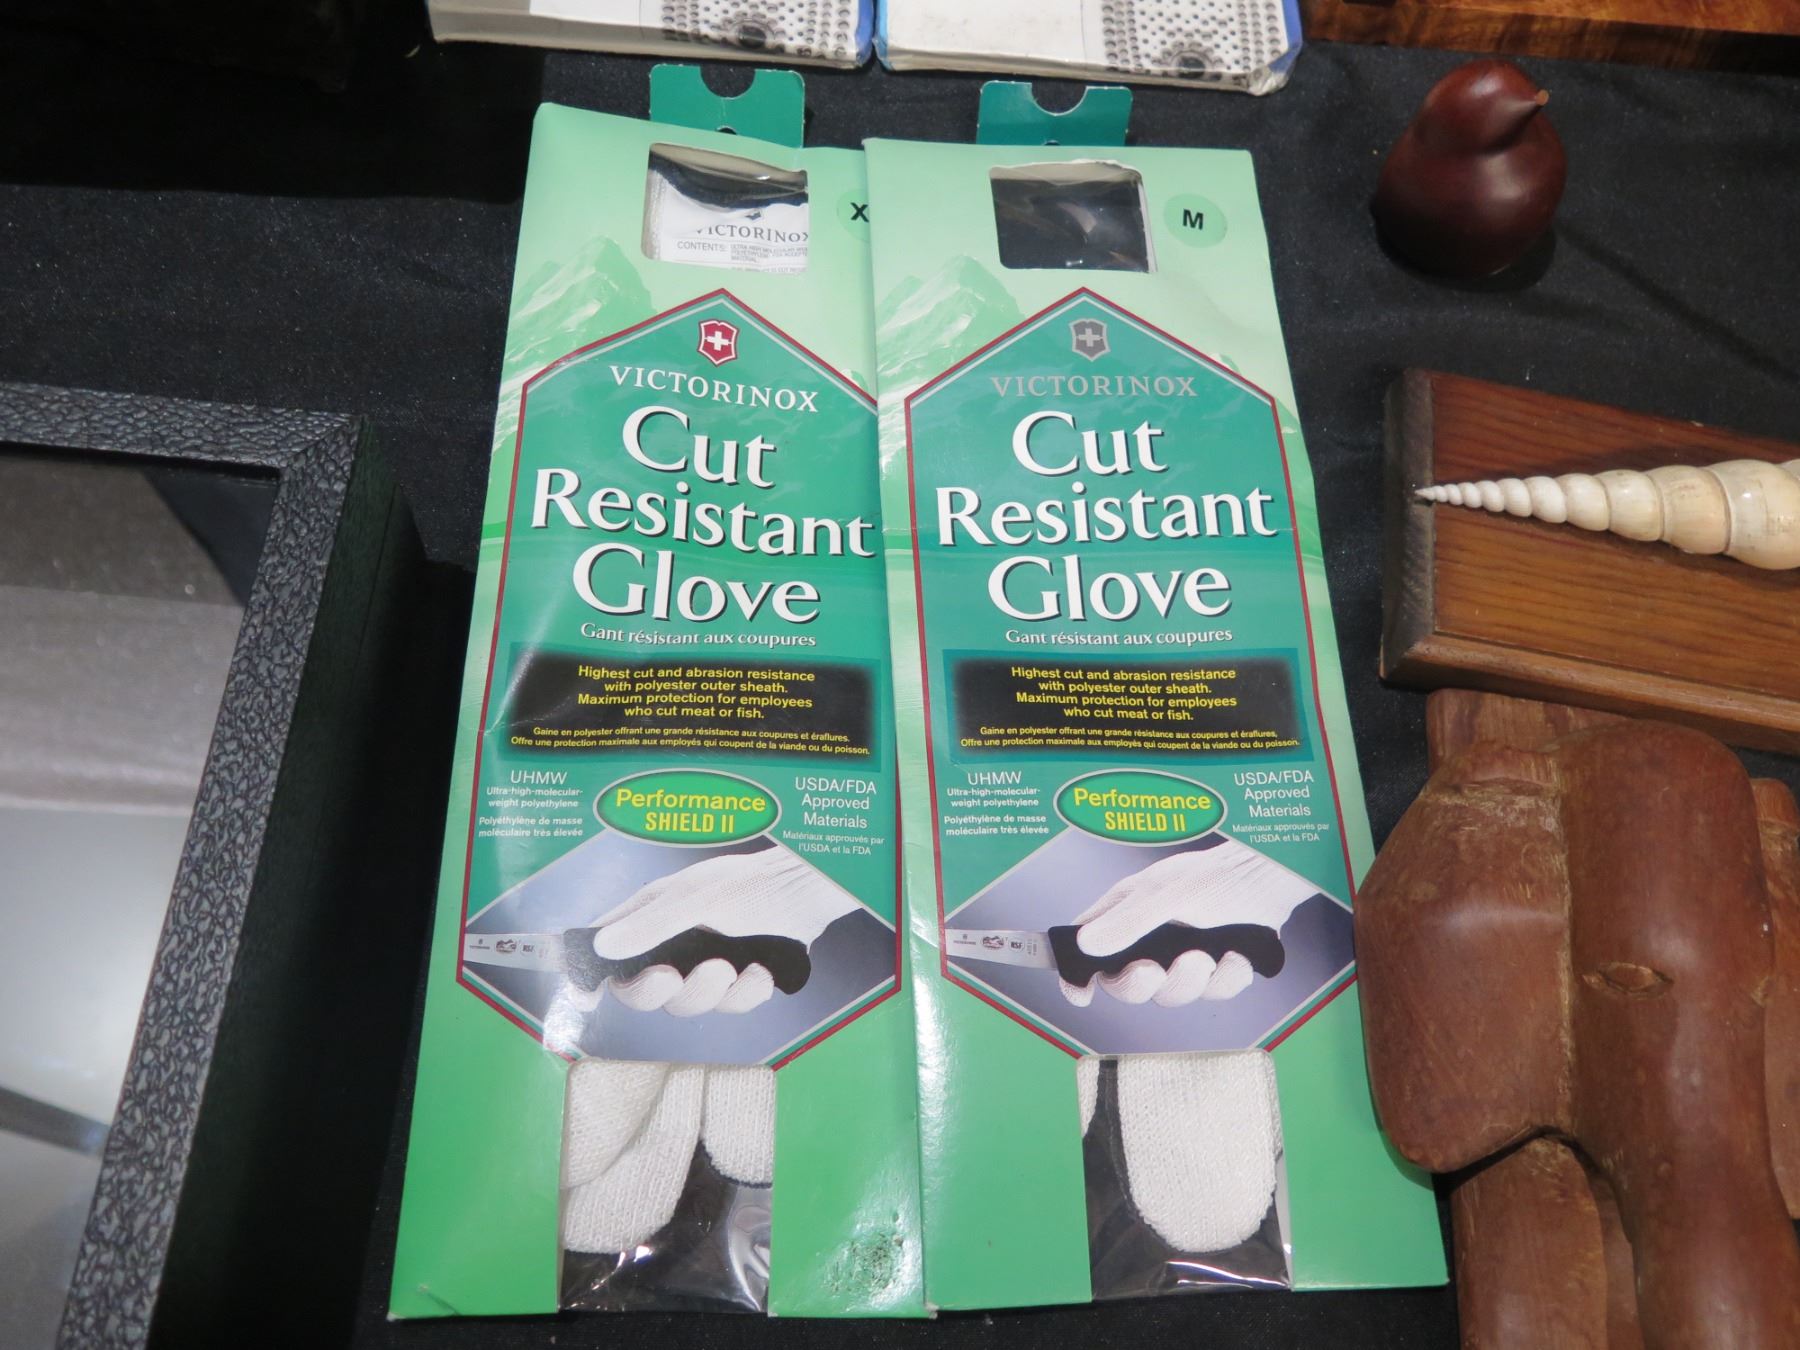 VICTORINOX
CONTENTS:
X
VICTORINOX
Cut
Resistant
Glove
Gant résistant aux coupures
Highest cut and abrasion resistance
with polyester outer sheath.
Maximum protection for employees
who cut meat or fish.
Gaine en polyester offrant une grande résistance aux coupures et éraflures.
Offre une protection maximale aux employés qui coupent de la viande ou du poisson.
UHMW
Ultra-high-molecular-
weight polyethylene
Polyéthylène de masse
moléculaire très élevée
Performance
SHIELD II
USDA/FDA
Approved
Materials
Matériaux approuvés par
l'USDA et la FDA
NSF
M
VICTORINOX
Cut
Resistant
Glove
Gant résistant aux coupures
Highest cut and abrasion resistance
with polyester outer sheath.
Maximum protection for employees
who cut meat or fish.
Gaine en polyester offrant une grande résistance aux coupures et éraflures.
Offre une protection maximale aux employés qui coupent de la viande ou du poisson.
UHMW
Ultra-high-molecular-
weight polyethylene
Polyéthylène de masse
moléculaire très élevée
Performance
SHIELD II
USDA/FDA
Approved
Materials
Matériaux approuvés par
l'USDA et la FDA
NSF